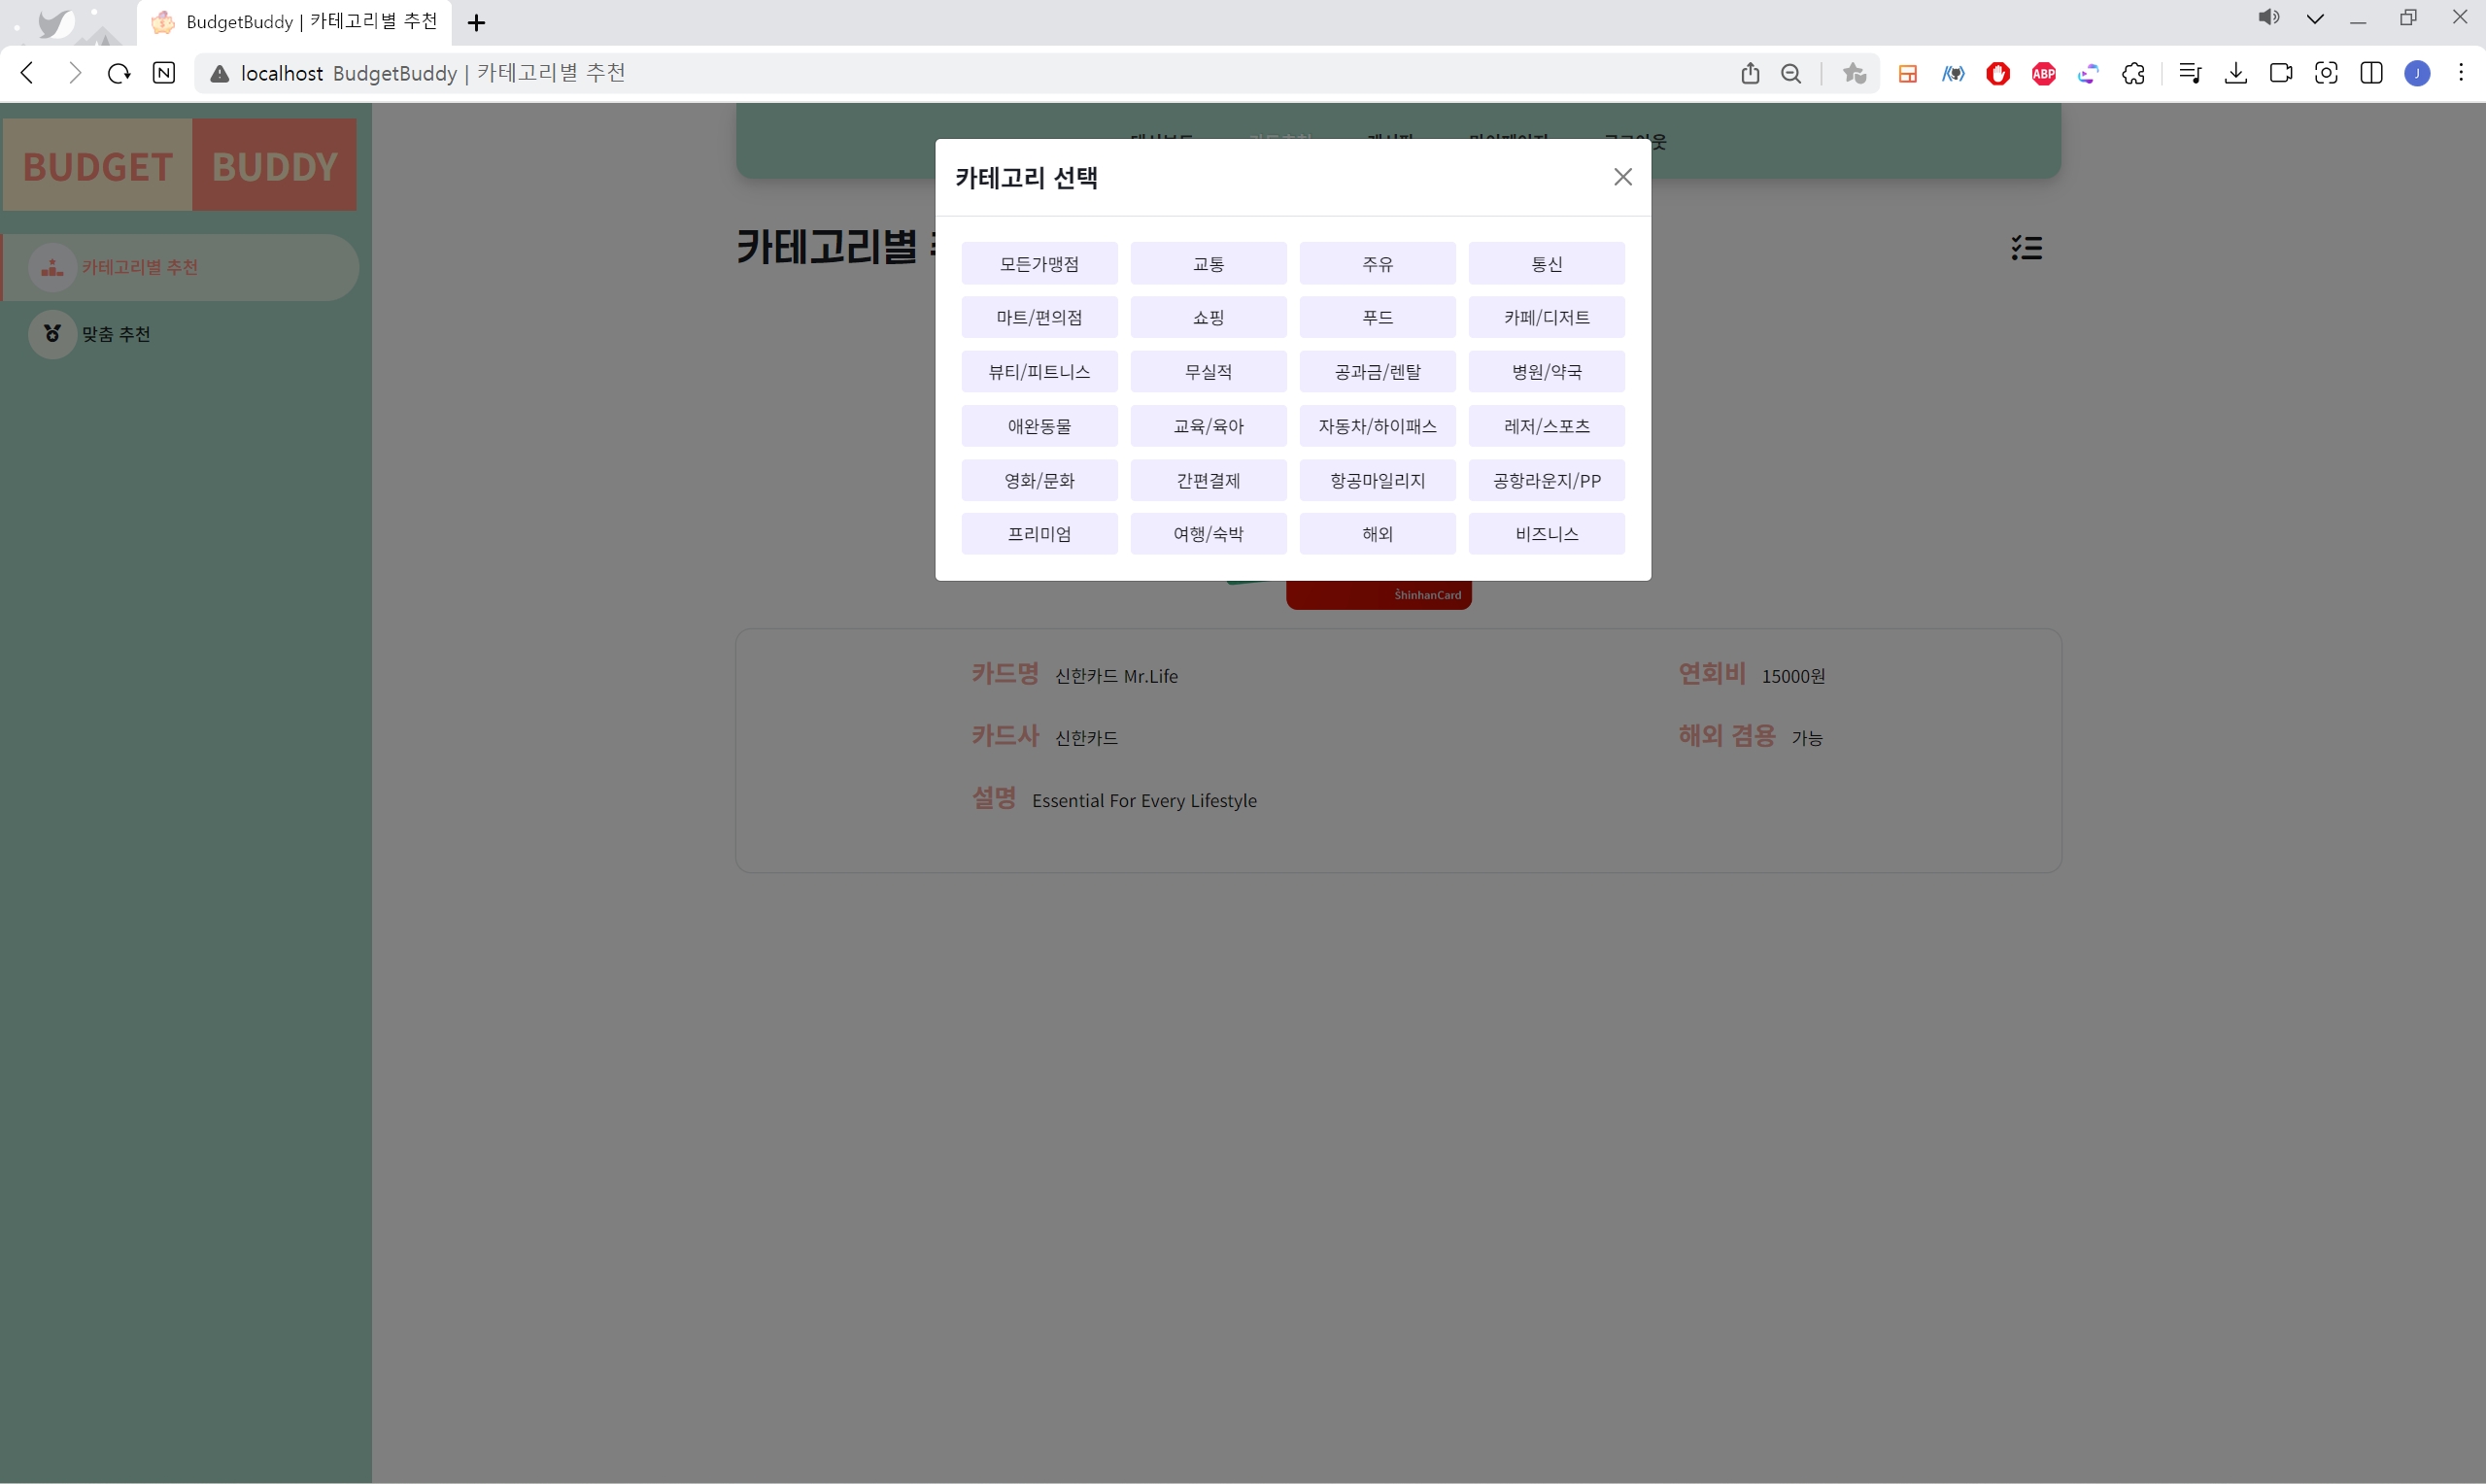 BudgetBuddy | 카테고리별 추천
localhost BudgetBuddy | 카테고리별 추천
ABP
J
BUDGET BUDDY
카테고리별 추천
맞춤 추천
카테고리별
카테고리 선택
모든가맹점 교통 주유 통신
마트/편의점 쇼핑 푸드 카페/디저트
뷰티/피트니스 무실적 공과금/렌탈 병원/약국
애완동물 교육/육아 자동차/하이패스 레저/스포츠
영화/문화 간편결제 항공마일리지 공항라운지/PP
프리미엄 여행/숙박 해외 비즈니스
ShinhanCard
카드명 신한카드 Mr.Life 연회비 15000원
카드사 신한카드 해외 겸용 가능
설명 Essential For Every Lifestyle